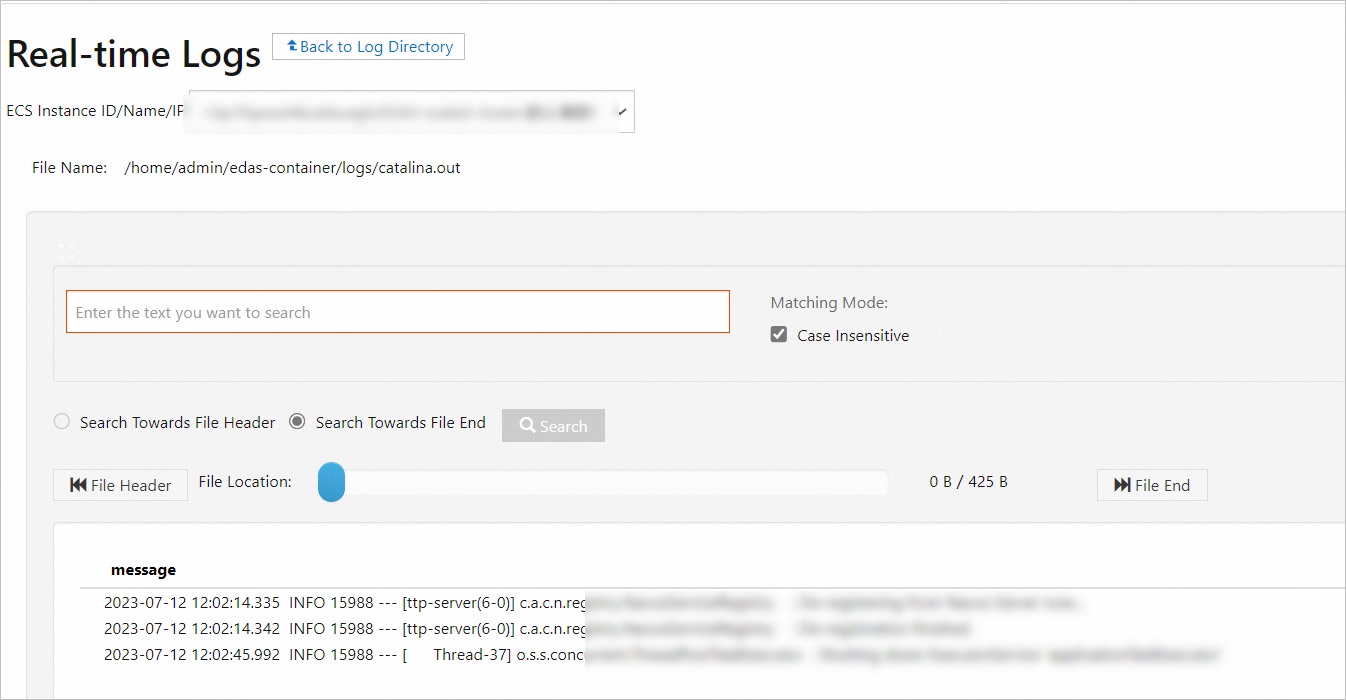 Real-time Logs
Back to Log Directory
ECS Instance ID/Name/IP
File Name: /home/admin/edas-container/logs/catalina.out
Enter the text you want to search
Matching Mode:
Case Insensitive
Search Towards File Header Search Towards File End Search
File Header File Location: 0 B / 425 B File End
message
2023-07-12 12:02:14.335 INFO 15988 --- [ttp-server(6-0)] c.a.c.n.reg
2023-07-12 12:02:14.342 INFO 15988 --- [ttp-server(6-0)] c.a.c.n.reg
2023-07-12 12:02:45.992 INFO 15988 --- [ Thread-37] o.s.s.conc